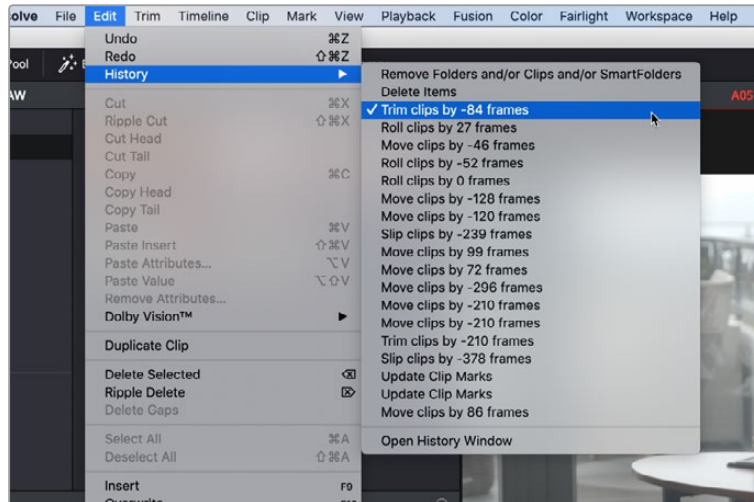 olve File Edit Trim Timeline Clip Mark View Playback Fusion Color Fairlight Workspace Help
ool
AW
A05
Undo ⌘Z
Redo ⇧⌘Z
History ▶
Cut ⌘X
Ripple Cut ⇧⌘X
Cut Head
Cut Tail
Copy ⌘C
Copy Head
Copy Tail
Paste ⌘V
Paste Insert ⇧⌘V
Paste Attributes... ⌥V
Paste Value ⌥⇧V
Remove Attributes...
Dolby Vision™ ▶
Duplicate Clip
Delete Selected ⌫
Ripple Delete ⌦
Delete Gaps
Select All ⌘A
Deselect All ⇧⌘A
Insert F9
Overwrite
Remove Folders and/or Clips and/or SmartFolders
Delete Items
✓ Trim clips by -84 frames
Roll clips by 27 frames
Move clips by -46 frames
Roll clips by -52 frames
Roll clips by 0 frames
Move clips by -128 frames
Move clips by -120 frames
Slip clips by -239 frames
Move clips by 99 frames
Move clips by 72 frames
Move clips by -296 frames
Move clips by -210 frames
Move clips by -210 frames
Trim clips by -210 frames
Slip clips by -378 frames
Update Clip Marks
Update Clip Marks
Move clips by 86 frames
Open History Window